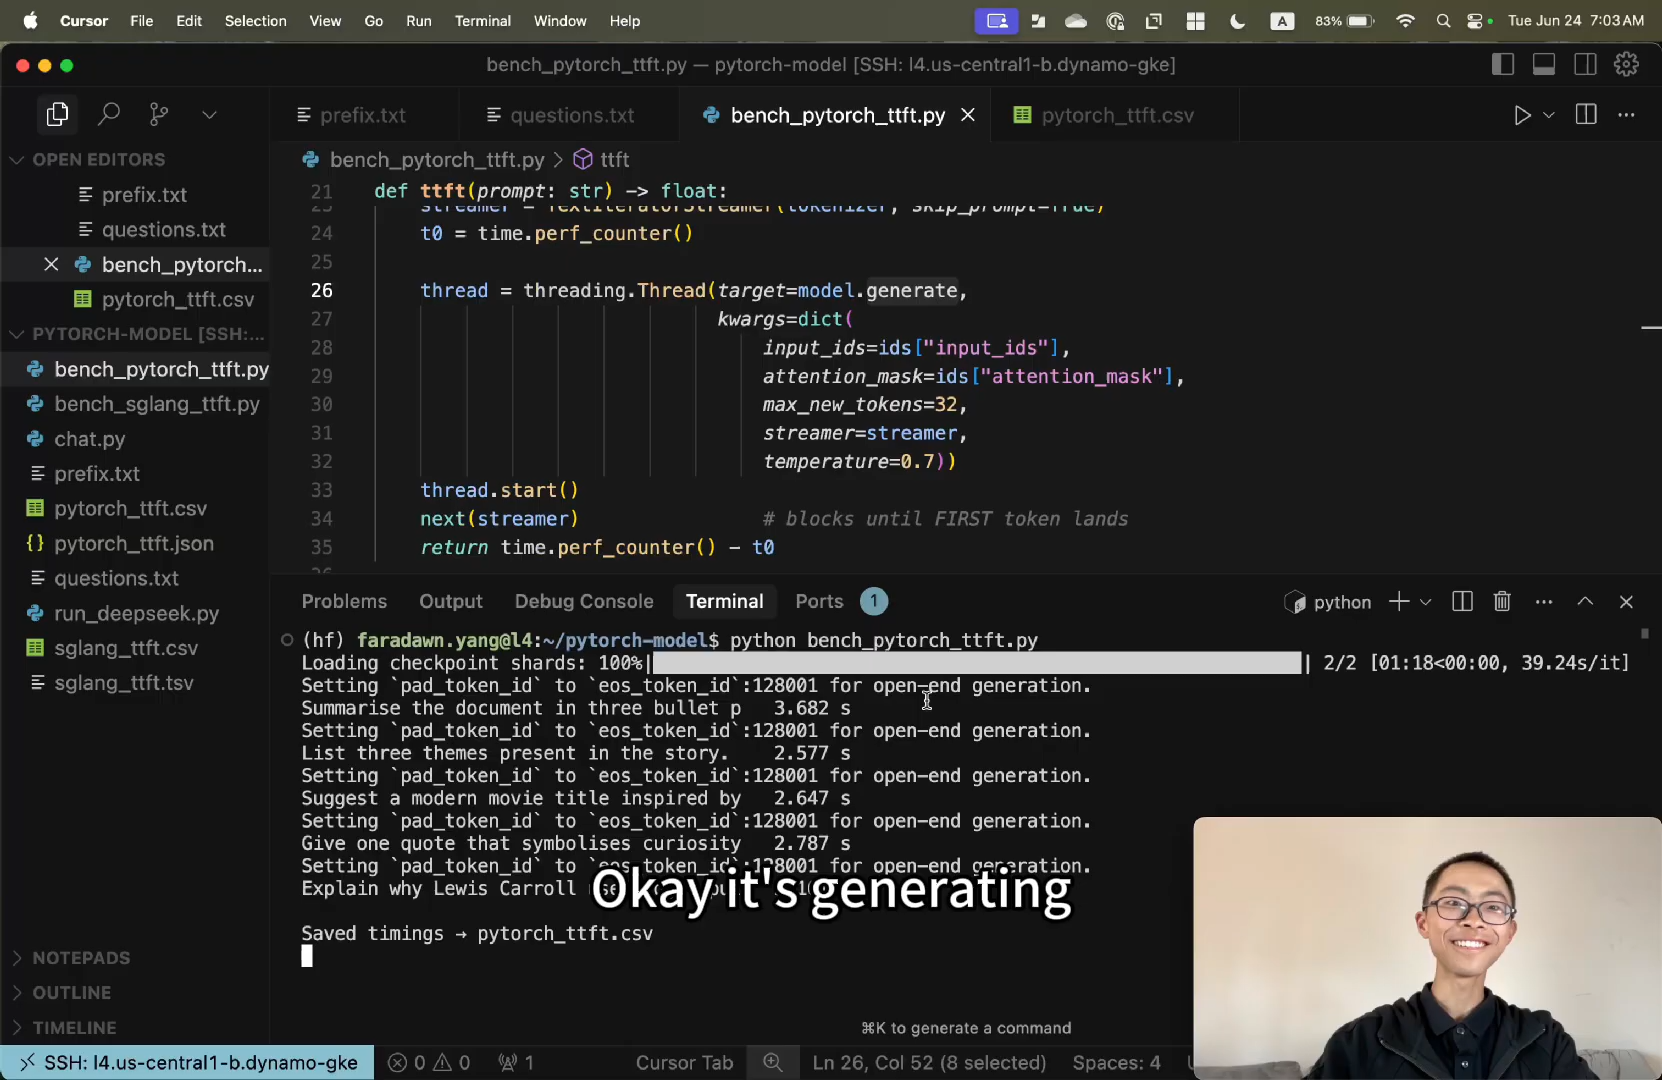 Cursor File Edit Selection View Go Run Terminal Window Help A 83% Tue Jun 24 7:03 AM
bench_pytorch_ttft.py — pytorch-model [SSH: l4.us-central1-b.dynamo-gke]
prefix.txt questions.txt bench_pytorch_ttft.py pytorch_ttft.csv
OPEN EDITORS
prefix.txt
questions.txt
bench_pytorch...
pytorch_ttft.csv
PYTORCH-MODEL [SSH:...
bench_pytorch_ttft.py
bench_sglang_ttft.py
chat.py
prefix.txt
pytorch_ttft.csv
pytorch_ttft.json
questions.txt
run_deepseek.py
sglang_ttft.csv
sglang_ttft.tsv
NOTEPADS
OUTLINE
TIMELINE
bench_pytorch_ttft.py > ttft
21 def ttft(prompt: str) -> float:
streamer = TextIteratorStreamer(tokenizer, skip_prompt=True)
24 t0 = time.perf_counter()
25
26 thread = threading.Thread(target=model.generate,
27 kwargs=dict(
28 input_ids=ids["input_ids"],
29 attention_mask=ids["attention_mask"],
30 max_new_tokens=32,
31 streamer=streamer,
32 temperature=0.7))
33 thread.start()
34 next(streamer) # blocks until FIRST token lands
35 return time.perf_counter() - t0
Problems Output Debug Console Terminal Ports 1 python
(hf) faradawn.yang@l4:~/pytorch-model$ python bench_pytorch_ttft.py
Loading checkpoint shards: 100%| | 2/2 [01:18<00:00, 39.24s/it]
Setting `pad_token_id` to `eos_token_id`:128001 for open-end generation.
Summarise the document in three bullet p 3.682 s
Setting `pad_token_id` to `eos_token_id`:128001 for open-end generation.
List three themes present in the story. 2.577 s
Setting `pad_token_id` to `eos_token_id`:128001 for open-end generation.
Suggest a modern movie title inspired by 2.647 s
Setting `pad_token_id` to `eos_token_id`:128001 for open-end generation.
Give one quote that symbolises curiosity 2.787 s
Setting `pad_token_id` to `eos_token_id`:128001 for open-end generation.
Explain why Lewis Carroll
Okay it's generating
Saved timings → pytorch_ttft.csv
⌘K to generate a command
SSH: l4.us-central1-b.dynamo-gke 0 0 1 Cursor Tab Ln 26, Col 52 (8 selected) Spaces: 4